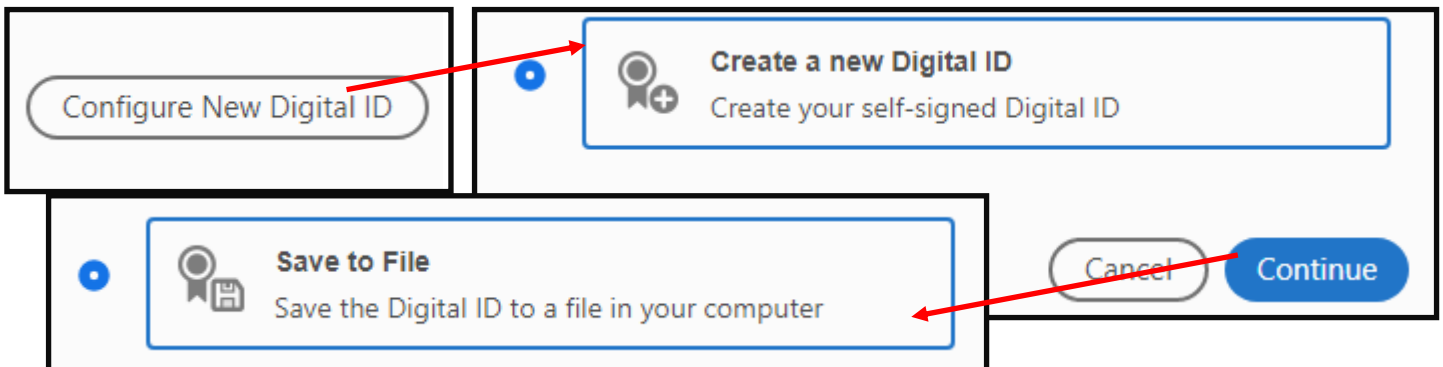 Configure New Digital ID
Create a new Digital ID
Create your self-signed Digital ID
Cancel
Continue
Save to File
Save the Digital ID to a file in your computer